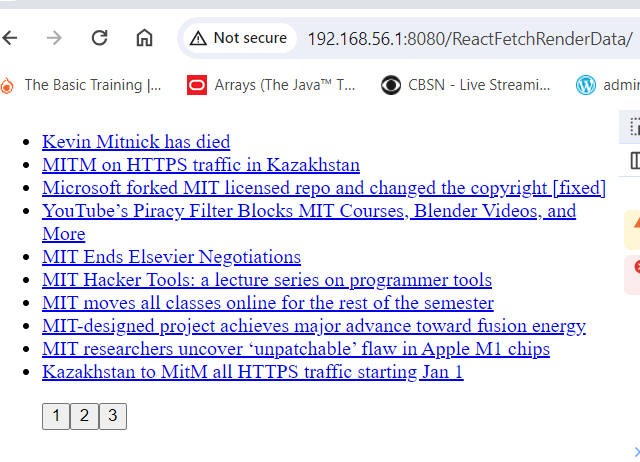 Not secure 192.168.56.1:8080/ReactFetchRenderData/
The Basic Training |... Arrays (The Java™ T... CBSN - Live Streami... admin
Kevin Mitnick has died
MITM on HTTPS traffic in Kazakhstan
Microsoft forked MIT licensed repo and changed the copyright [fixed]
YouTube’s Piracy Filter Blocks MIT Courses, Blender Videos, and
More
MIT Ends Elsevier Negotiations
MIT Hacker Tools: a lecture series on programmer tools
MIT moves all classes online for the rest of the semester
MIT-designed project achieves major advance toward fusion energy
MIT researchers uncover ‘unpatchable’ flaw in Apple M1 chips
Kazakhstan to MitM all HTTPS traffic starting Jan 1
1 2 3